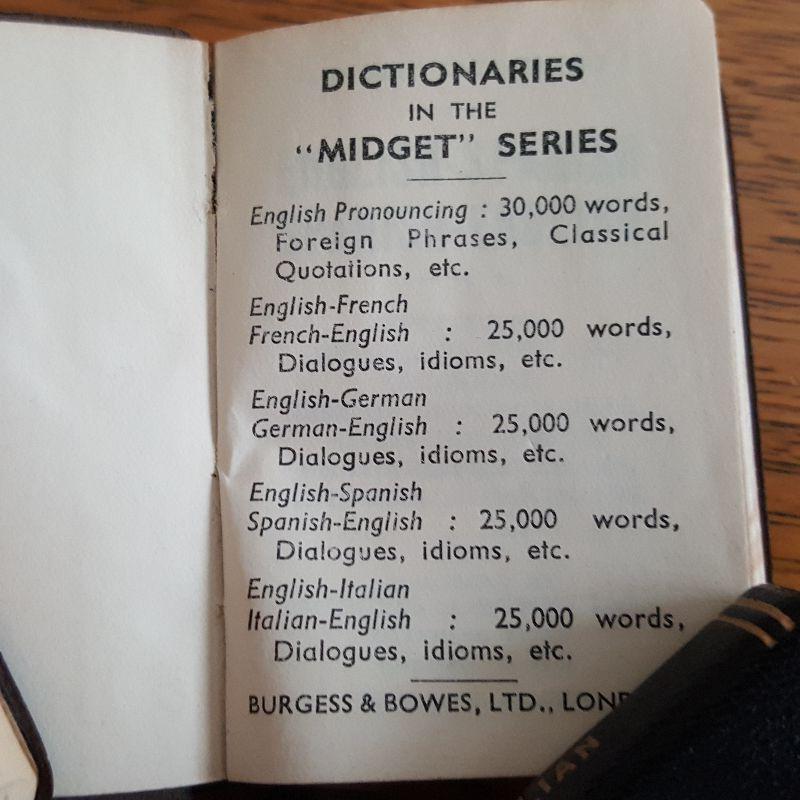 DICTIONARIES
IN THE
“MIDGET” SERIES
English Pronouncing : 30,000 words,
Foreign Phrases, Classical
Quotations, etc.
English-French
French-English : 25,000 words,
Dialogues, idioms, etc.
English-German
German-English : 25,000 words,
Dialogues, idioms, etc.
English-Spanish
Spanish-English : 25,000 words,
Dialogues, idioms, etc.
English-Italian
Italian-English : 25,000 words,
Dialogues, idioms, etc.
BURGESS & BOWES, LTD.,